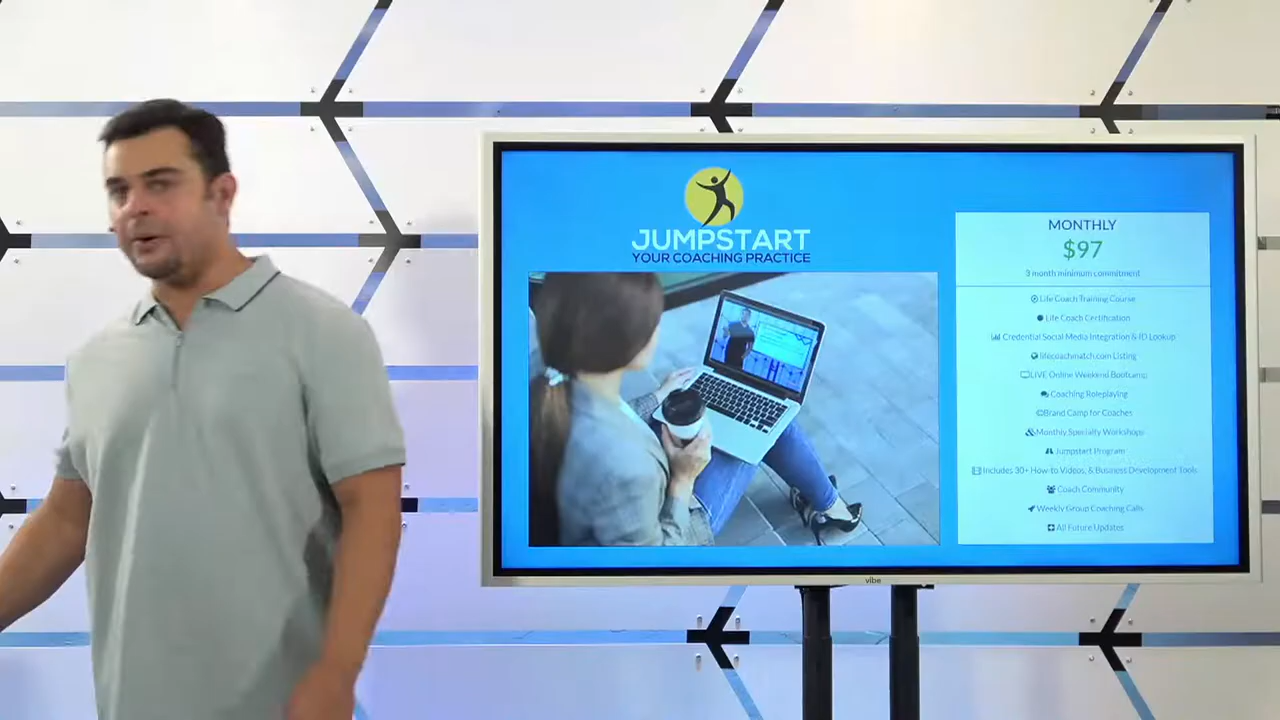 JUMPSTART
YOUR COACHING PRACTICE
MONTHLY
$97
3 month minimum commitment
Life Coach Training Course
Life Coach Certification
Credential Social Media Integration & ID Lookup
lifecoachmatch.com Listing
LIVE Online Weekend Bootcamp
Coaching Roleplaying
Brand Camp for Coaches
Monthly Specialty Workshops
Jumpstart Program
Includes 30+ How-to Videos, & Business Development Tools
Coach Community
Weekly Group Coaching Calls
All Future Updates
vibe